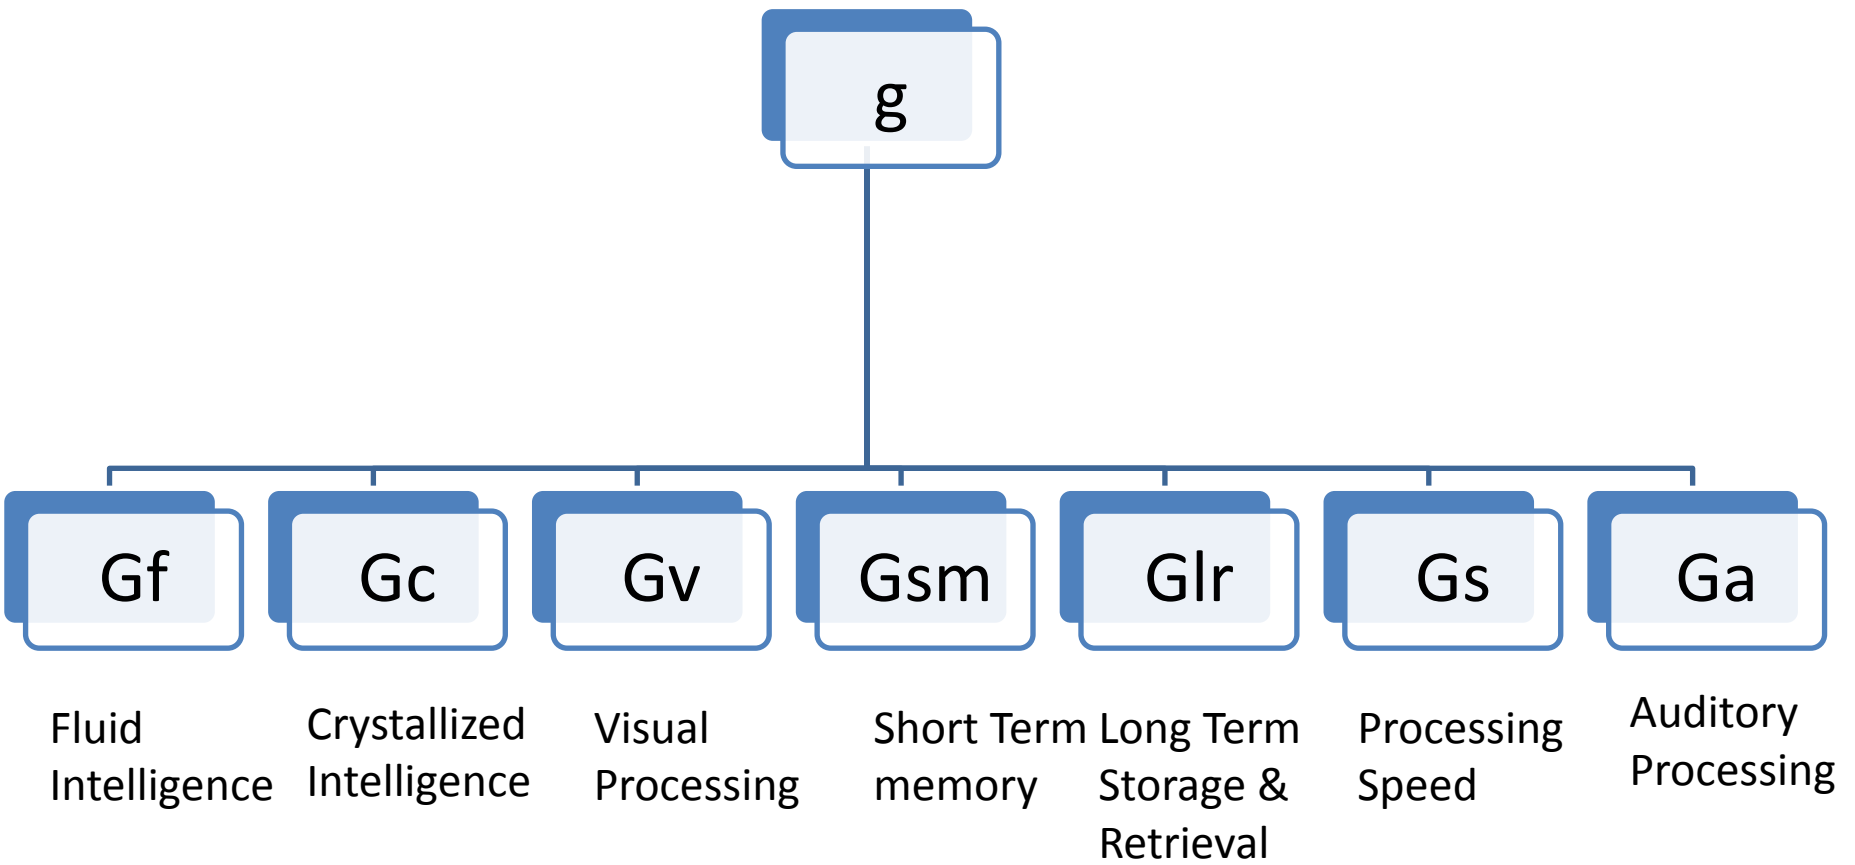 g
Gf
Gc
Gv
Gsm
Glr
Gs
Ga
Fluid
Intelligence
Crystallized
Intelligence
Visual
Processing
Short Term
memory
Long Term
Storage &
Retrieval
Processing
Speed
Auditory
Processing